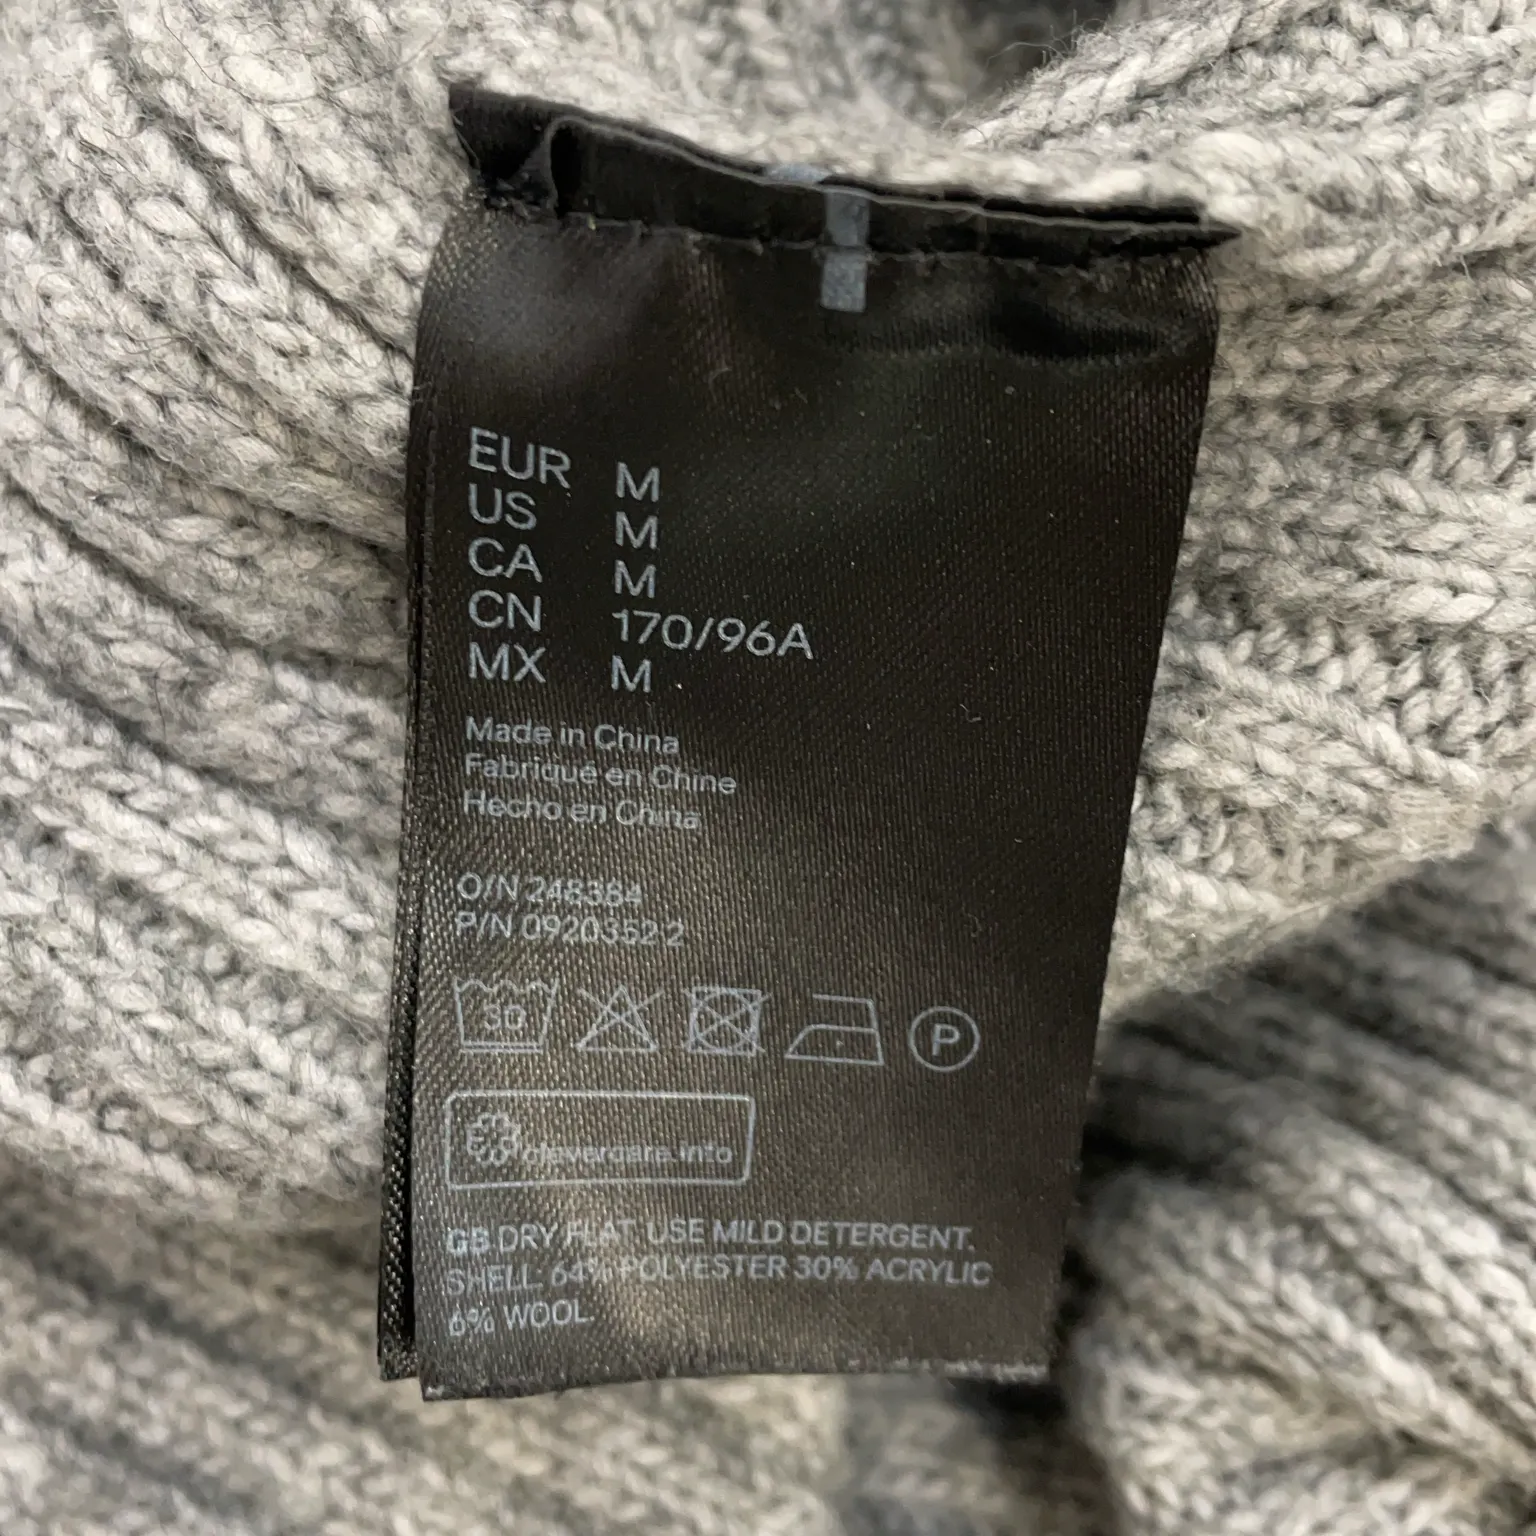 EUR M
US M
CA M
CN 170/96A
MX M
Made in China
Fabriqué en Chine
Hecho en China
O/N 248384
P/N 0920352 2
30
P
clevercare.info
GB DRY FLAT. USE MILD DETERGENT.
SHELL: 64% POLYESTER 30% ACRYLIC
6% WOOL